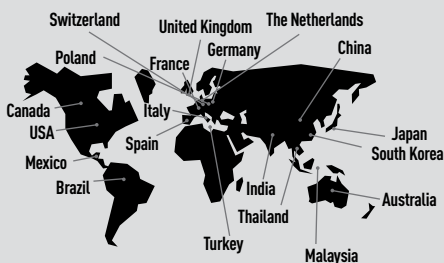 Switzerland
United Kingdom
The Netherlands
Poland
France
Germany
China
Canada
USA
Italy
Spain
Japan
South Korea
Mexico
Brazil
India
Thailand
Australia
Turkey
Malaysia